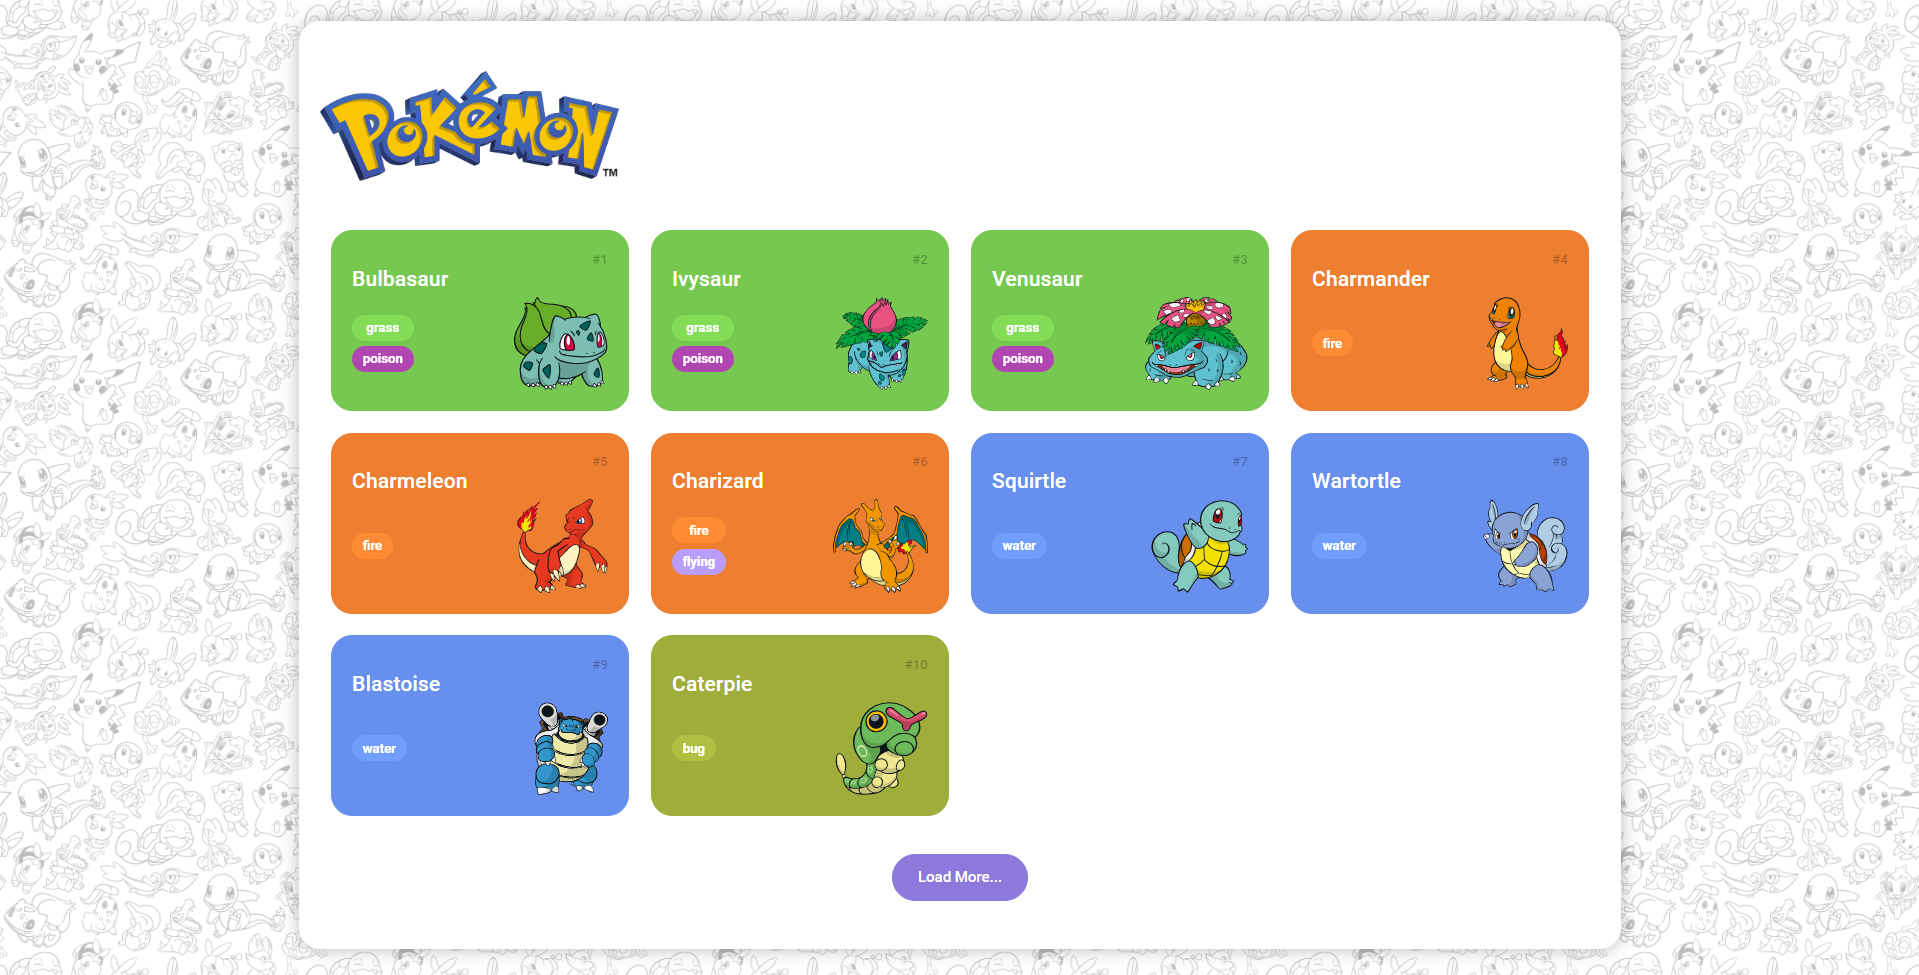 POKéMON
TM
#1
Bulbasaur
grass
poison
#2
Ivysaur
grass
poison
#3
Venusaur
grass
poison
#4
Charmander
fire
#5
Charmeleon
fire
#6
Charizard
fire
flying
#7
Squirtle
water
#8
Wartortle
water
#9
Blastoise
water
#10
Caterpie
bug
Load More...